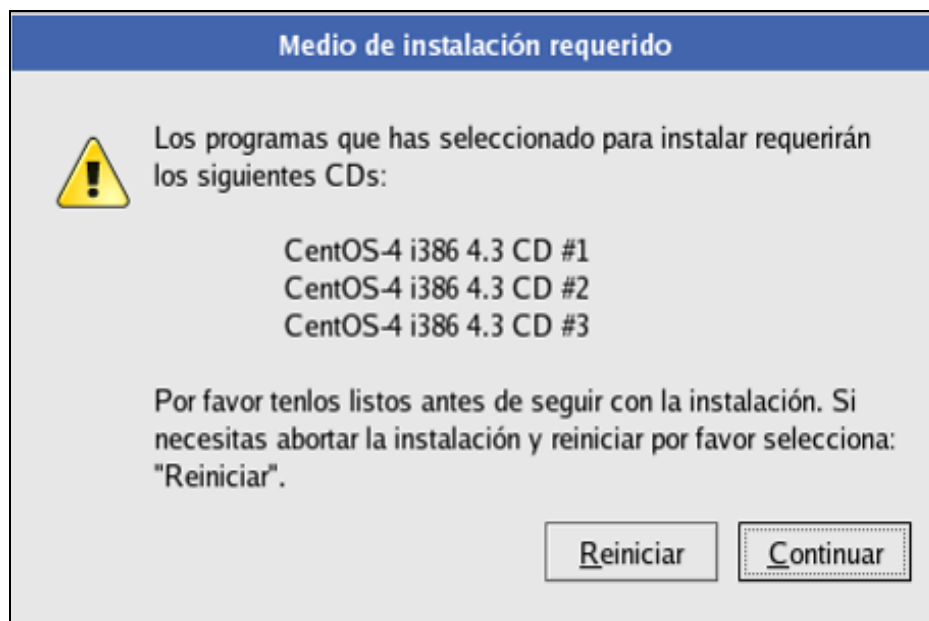 Medio de instalación requerido
Los programas que has seleccionado para instalar requerirán
los siguientes CDs:
CentOS-4 i386 4.3 CD #1
CentOS-4 i386 4.3 CD #2
CentOS-4 i386 4.3 CD #3
Por favor tenlos listos antes de seguir con la instalación. Si
necesitas abortar la instalación y reiniciar por favor selecciona:
"Reiniciar".
Reiniciar
Continuar